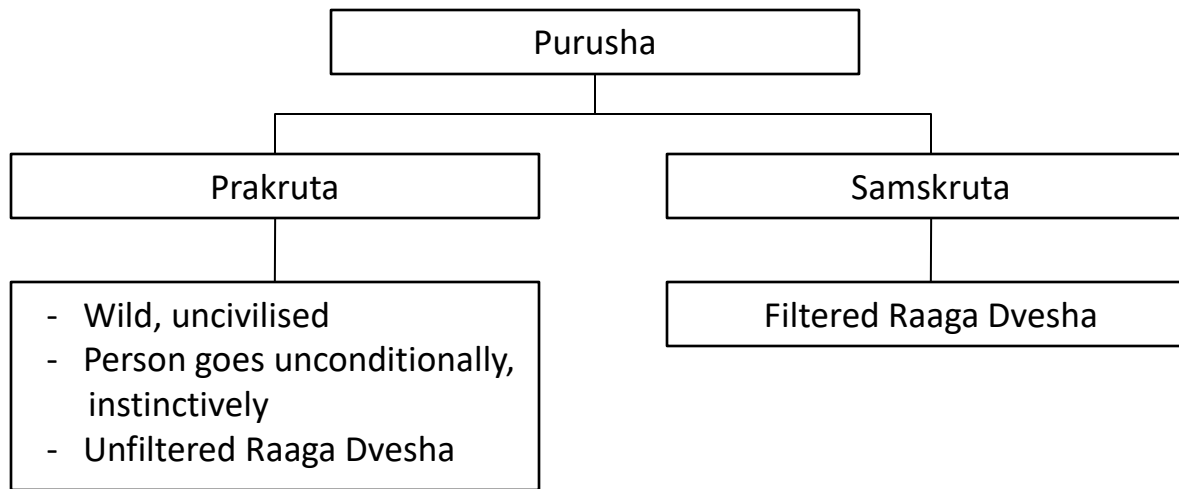 Purusha
Prakruta
Samskruta
- Wild, uncivilised
- Person goes unconditionally,
instinctively
- Unfiltered Raaga Dvesha
Filtered Raaga Dvesha